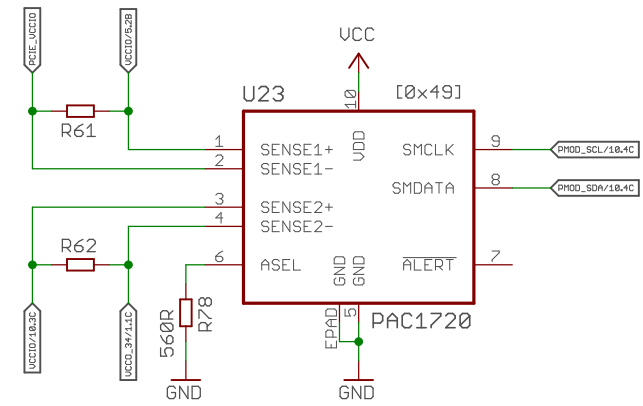 PCIE_VCCIO
VCCIO/5.2B
VCC
U23
[0x49]
10
VDD
R61
1
SENSE1+
SMCLK
9
PMOD_SCL/10.4C
2
SENSE1-
SMDATA
8
PMOD_SDA/10.4C
3
SENSE2+
4
SENSE2-
R62
6
ASEL
GND
GND
ALERT
7
VCCIO/10.3C
VCCO_34/1.1C
560R
R78
EPAD
5
PAC1720
GND
GND